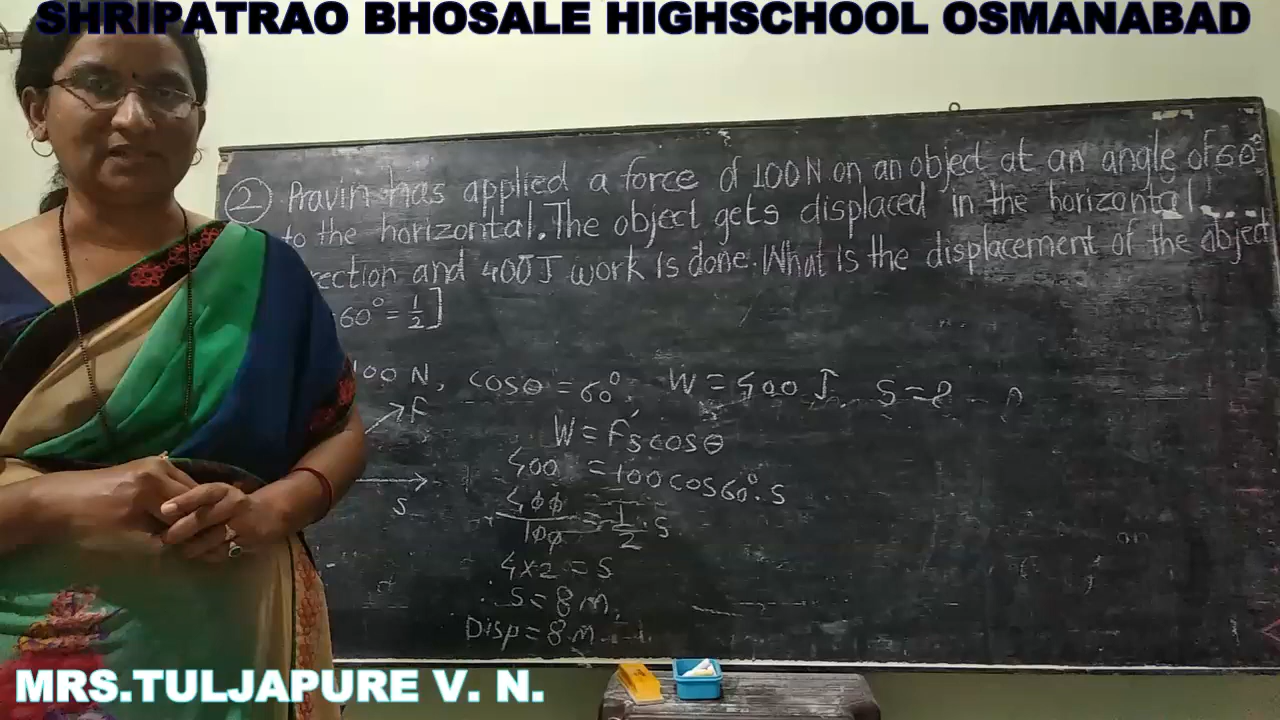 SHRIPATRAO BHOSALE HIGHSCHOOL OSMANABAD
② Pravin has applied a force of 100N on an object at an angle of 60°
to the horizontal. The object gets displaced in the horizontal
rection and 400J work is done. What is the displacement of the object
60° = 1/2]
100 N, cosθ = 60°, W = 400 J, S = ?
F
W = Fs cosθ
400 = 100 cos 60°. S
S
400/100 = 1/2 . S
4×2 = S
S = 8 m
Disp = 8 m
MRS.TULJAPURE V. N.